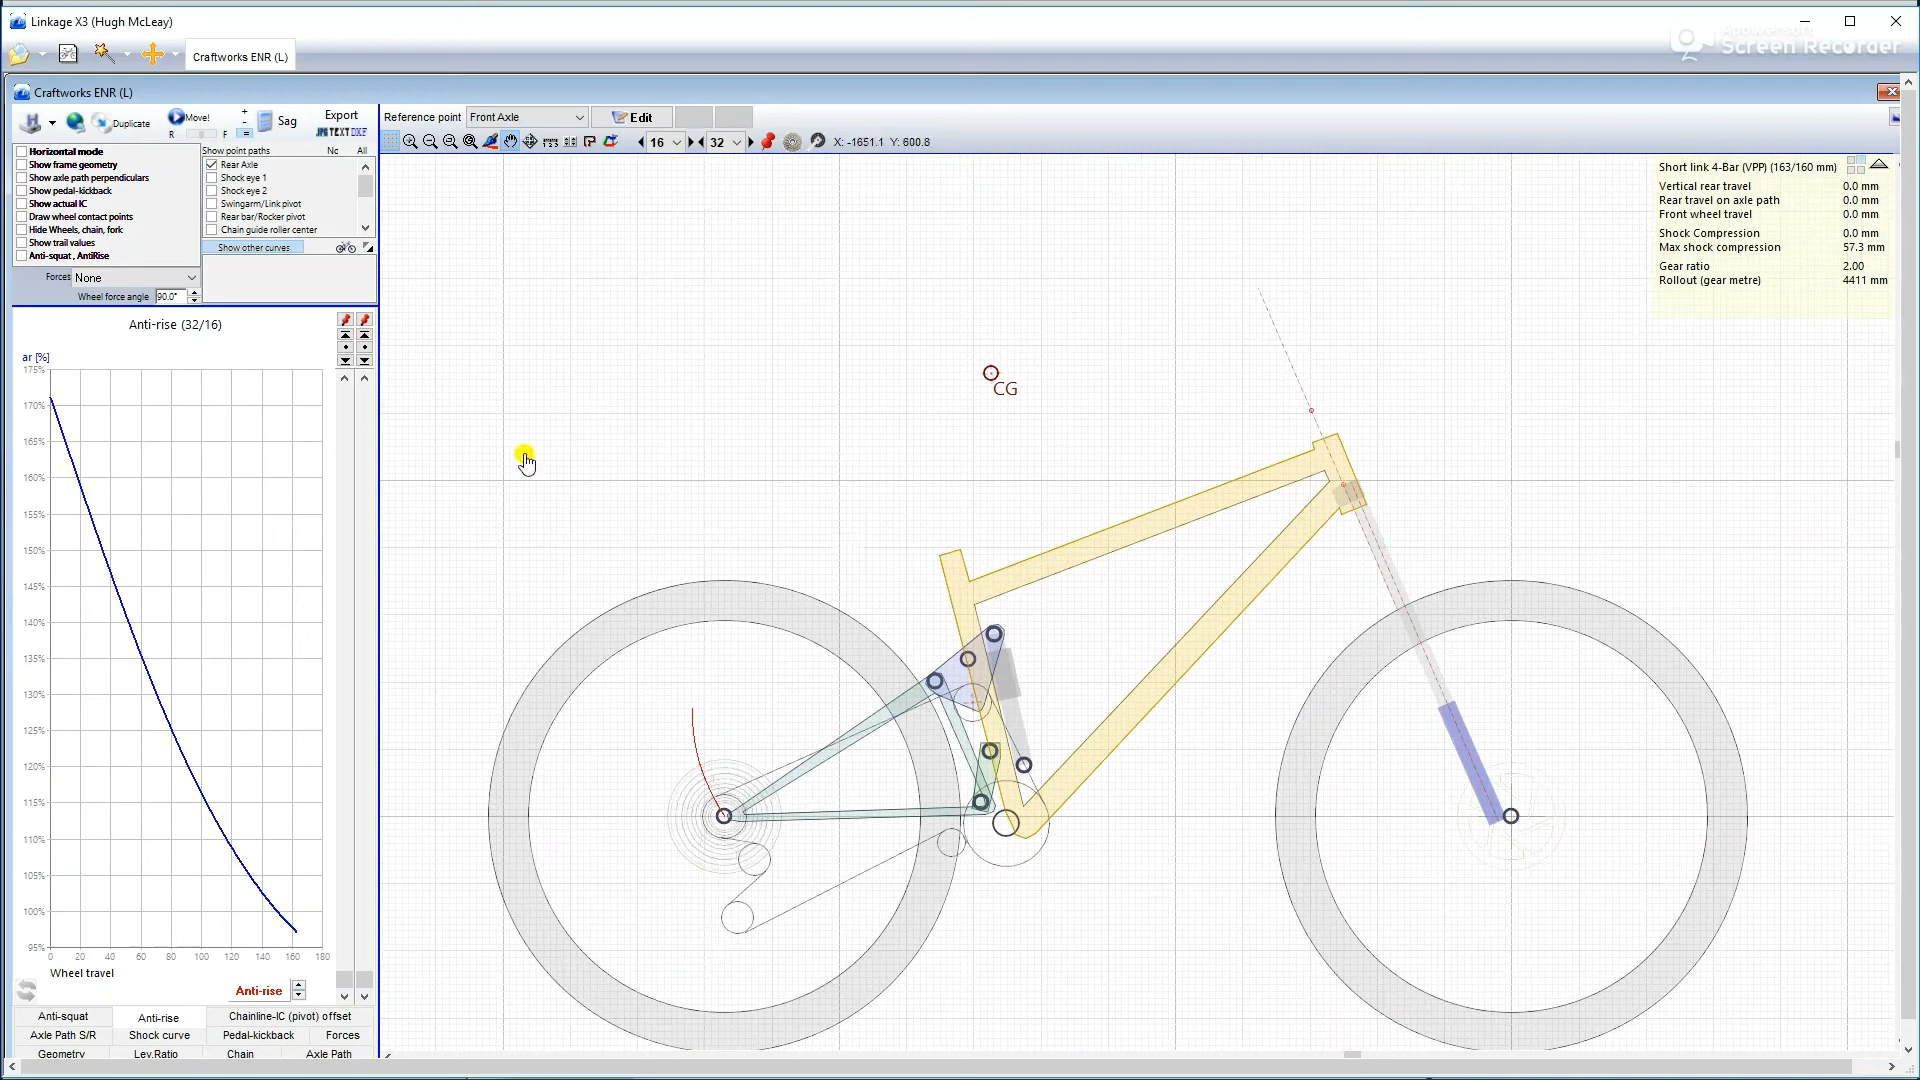 Linkage X3 (Hugh McLeay)
Craftworks ENR (L)
Apowersoft
Screen Recorder
Craftworks ENR (L)
Duplicate
Move!
R
F
+
-
=
Sag
Export
JPG TEXT DXF
Reference point
Front Axle
Edit
16
32
X: -1651.1 Y: 600.8
Horizontal mode
Show frame geometry
Show axle path perpendiculars
Show pedal-kickback
Show actual IC
Draw wheel contact points
Hide Wheels, chain, fork
Show trail values
Anti-squat , AntiRise
Forces
None
Wheel force angle
90.0°
Show point paths
Nc
All
Rear Axle
Shock eye 1
Shock eye 2
Swingarm/Link pivot
Rear bar/Rocker pivot
Chain guide roller center
Show other curves
Short link 4-Bar (VPP) (163/160 mm)
Vertical rear travel 0.0 mm
Rear travel on axle path 0.0 mm
Front wheel travel 0.0 mm
Shock Compression 0.0 mm
Max shock compression 57.3 mm
Gear ratio 2.00
Rollout (gear metre) 4411 mm
CG
Anti-rise (32/16)
ar [%]
175%
170%
165%
160%
155%
150%
145%
140%
135%
130%
125%
120%
115%
110%
105%
100%
95%
0 20 40 60 80 100 120 140 160 180
Wheel travel
Anti-rise
Anti-squat
Anti-rise
Chainline-IC (pivot) offset
Axle Path S/R
Shock curve
Pedal-kickback
Forces
Geometry
Lev.Ratio
Chain
Axle Path